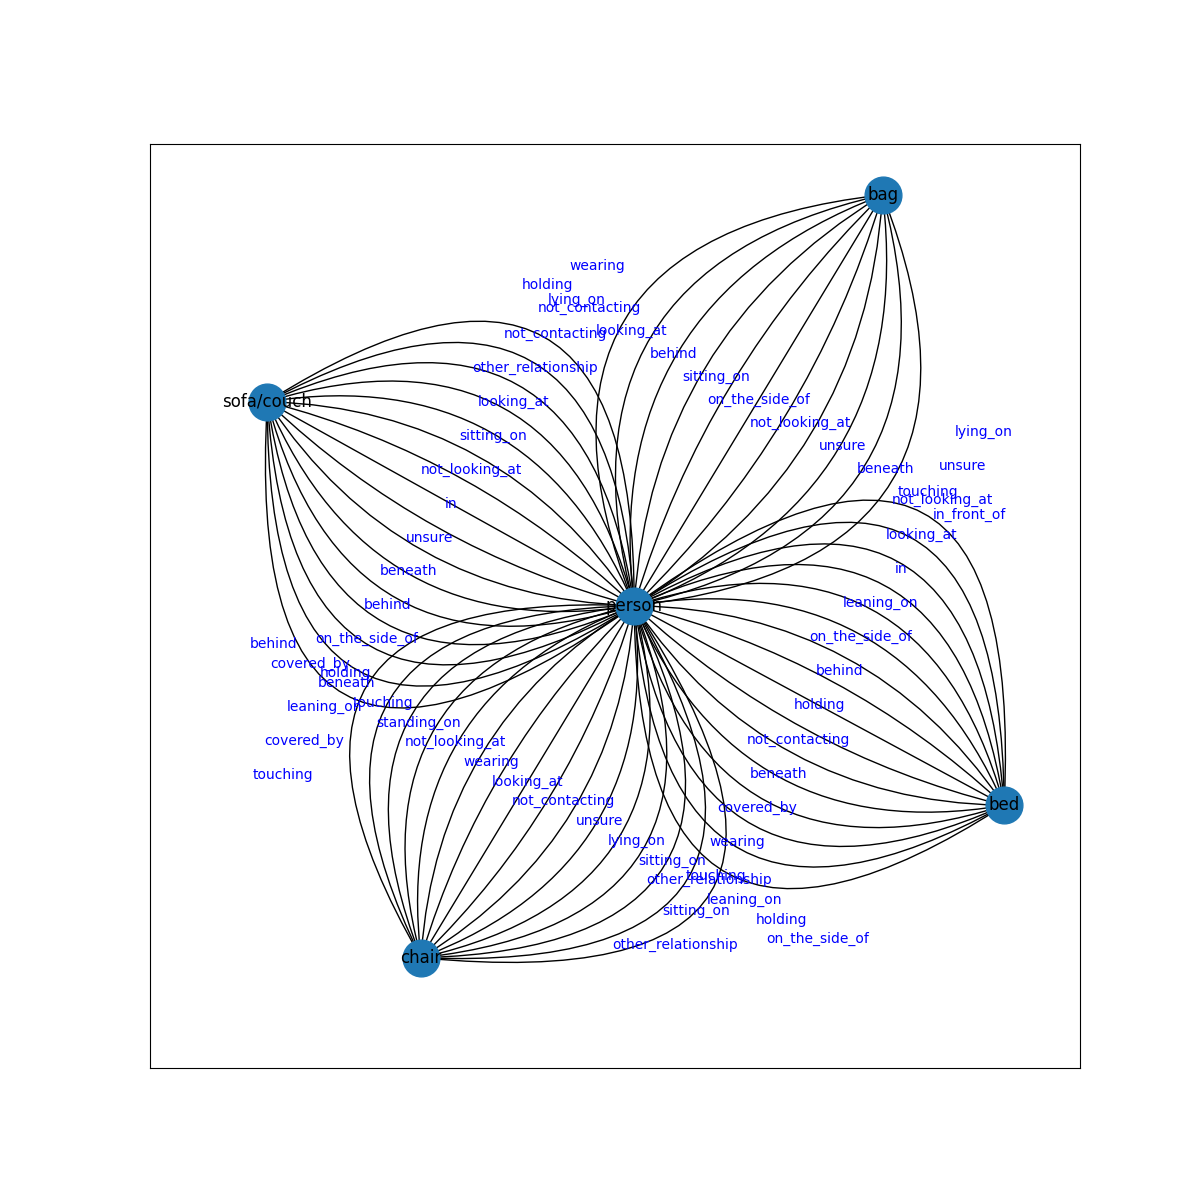 bag
wearing
holding
lying_on
not_contacting
looking_at
not_contacting
behind
other_relationship
sitting_on
on_the_side_of
sofa/couch
looking_at
not_looking_at
lying_on
sitting_on
unsure
unsure
not_looking_at
beneath
touching
not_looking_at
in
in_front_of
unsure
looking_at
beneath
in
behind
person
leaning_on
on_the_side_of
on_the_side_of
behind
covered_by
holding
behind
beneath
touching
holding
leaning_on
standing_on
covered_by
not_looking_at
not_contacting
wearing
touching
looking_at
beneath
not_contacting
bed
covered_by
unsure
lying_on
wearing
sitting_on
touching
other_relationship
leaning_on
sitting_on
holding
on_the_side_of
other_relationship
chair